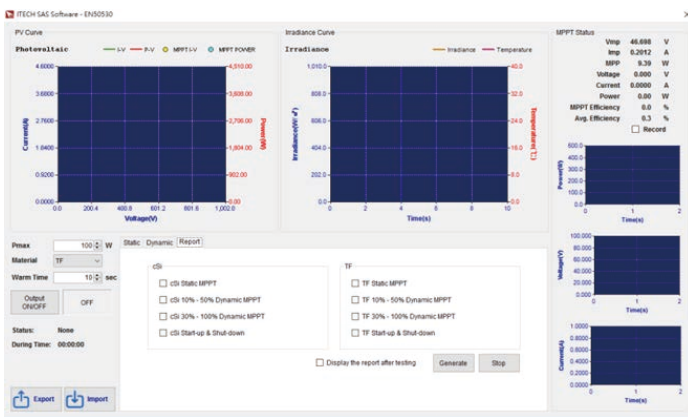 ITECH SAS Software - EN50530
PV Curve
Photovoltaic
I-V P-V MPPT I-V MPPT POWER
4.6000
3.6800
2.7600
1.8400
0.9200
0.0000
Current(A)
4,510.00
3,608.00
2,706.00
1,804.00
902.00
0.00
Power(W)
0.0 200.4 400.8 601.2 801.6 1,002.0
Voltage(V)
Irradiance Curve
Irradiance
Irradiance Temperature
1,010.0
808.0
606.0
404.0
202.0
0.0
40.0
32.0
24.0
16.0
8.0
0.0
0 2 4 6 8 10
Time(s)
MPPT Status
Vmp 46.698 V
Imp 0.2012 A
MPP 9.39 W
Voltage 0.000 V
Current 0.0000 A
Power 0.00 W
MPPT Efficiency 0.0 %
Avg. Efficiency 0.3 %
Record
500.0
400.0
300.0
200.0
100.0
0.0
Power(W)
0 1 2
Time(s)
100.000
80.000
60.000
40.000
20.000
0.000
Voltage(V)
0 1 2
Time(s)
1.0000
0.8000
0.6000
0.4000
0.2000
0.0000
Current(A)
0 1 2
Time(s)
Pmax 100 W
Material TF
Warm Time 10 sec
Output
ON/OFF
OFF
Status: None
During Time: 00:00:00
Export Import
Static Dynamic Report
cSi
cSi Static MPPT
cSi 10% - 50% Dynamic MPPT
cSi 30% - 100% Dynamic MPPT
cSi Start-up & Shut-down
TF
TF Static MPPT
TF 10% - 50% Dynamic MPPT
TF 30% - 100% Dynamic MPPT
TF Start-up & Shut-down
Display the report after testing
Generate Stop